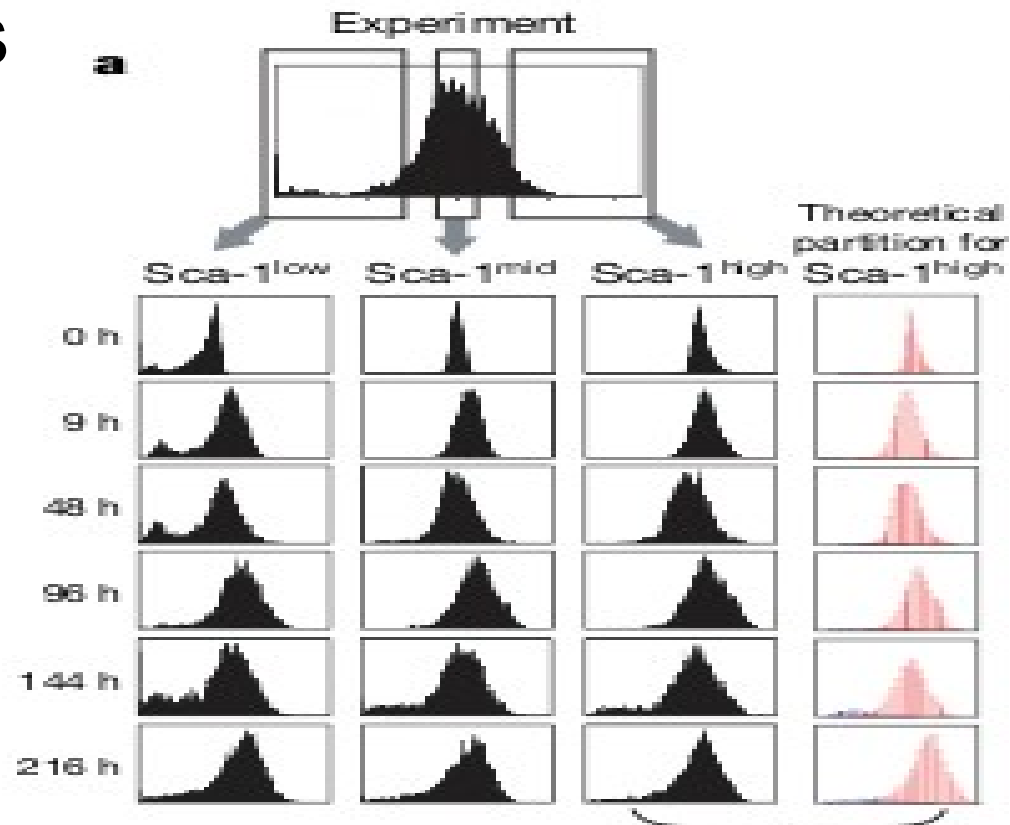 s
Experiment
a
Theoretical
partition for
Sca-1low Sca-1mid Sca-1high Sca-1high
0 h
9 h
48 h
96 h
144 h
216 h